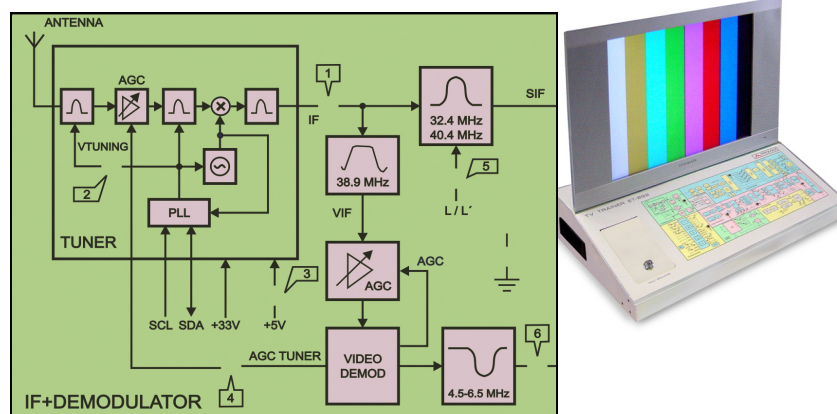 ANTENNA
AGC
1
IF
SIF
32.4 MHz
40.4 MHz
VTUNING
2
5
38.9 MHz
PLL
VIF
L / L´
TUNER
3
AGC
AGC
SCL SDA +33V +5V
AGC TUNER
VIDEO
DEMOD
6
4
4.5-6.5 MHz
IF+DEMODULATOR